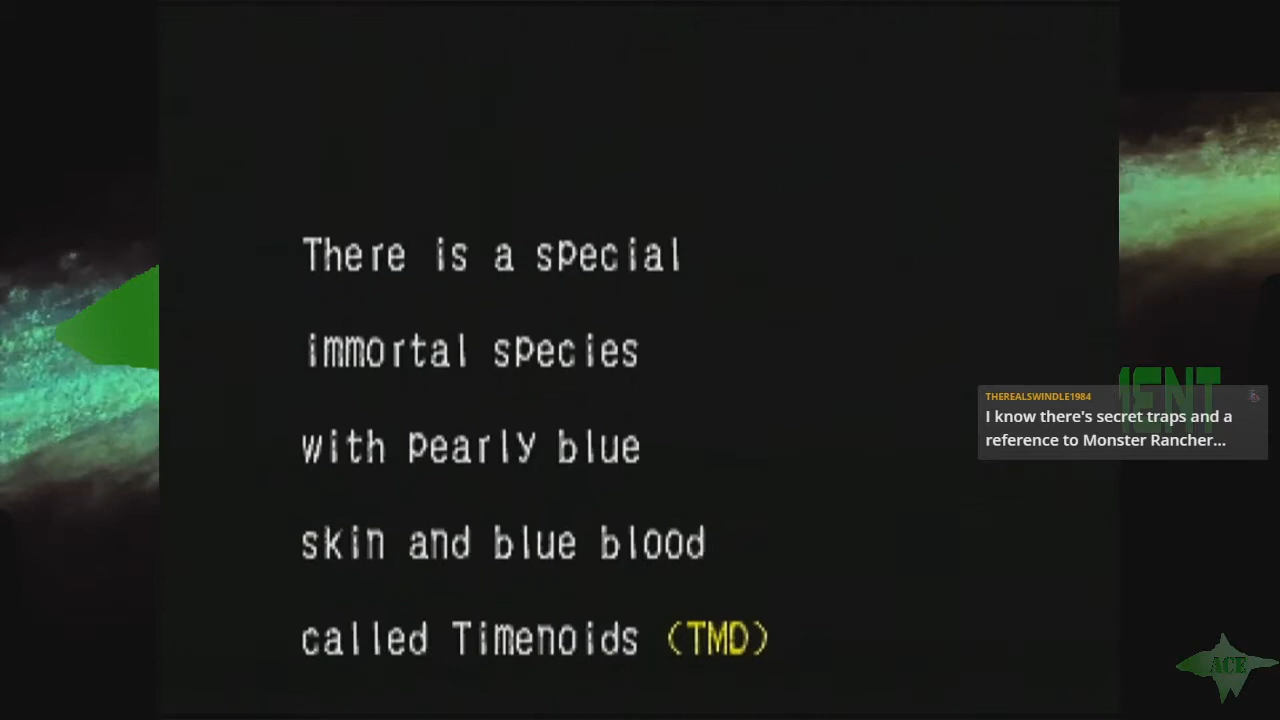 There is a special
immortal species
with pearly blue
skin and blue blood
called Timenoids (TMD)
MENT
THEREALSWINDLE1984
I know there's secret traps and a
reference to Monster Rancher...
ACE